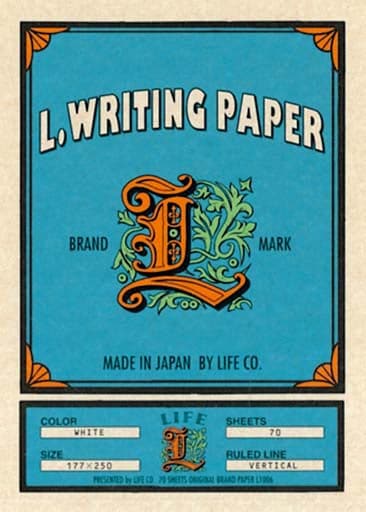 L. WRITING PAPER
BRAND L MARK
MADE IN JAPAN BY LIFE CO.
LIFE
COLOR
WHITE
SHEETS
70
L
SIZE
177×250
RULED LINE
VERTICAL
PRESENTED by LIFE CO. 70 SHEETS ORIGINAL BRAND PAPER L1006